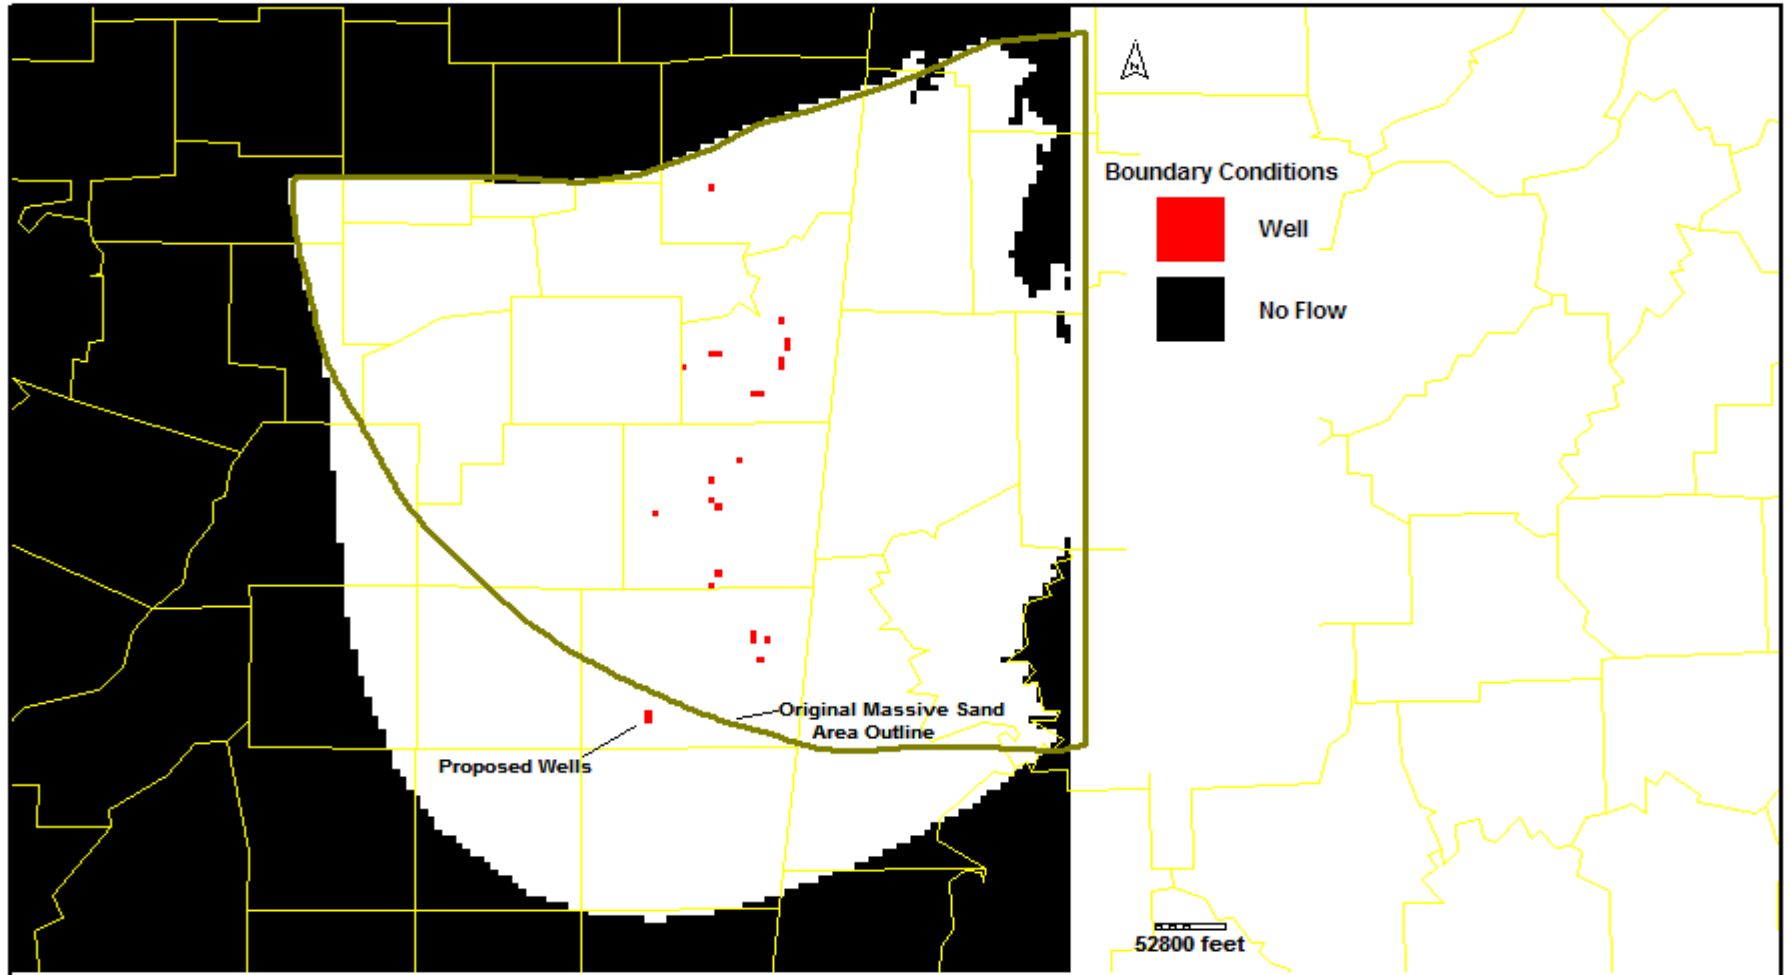 N
Boundary Conditions
Well
No Flow
Original Massive Sand
Area Outline
Proposed Wells
52800 feet